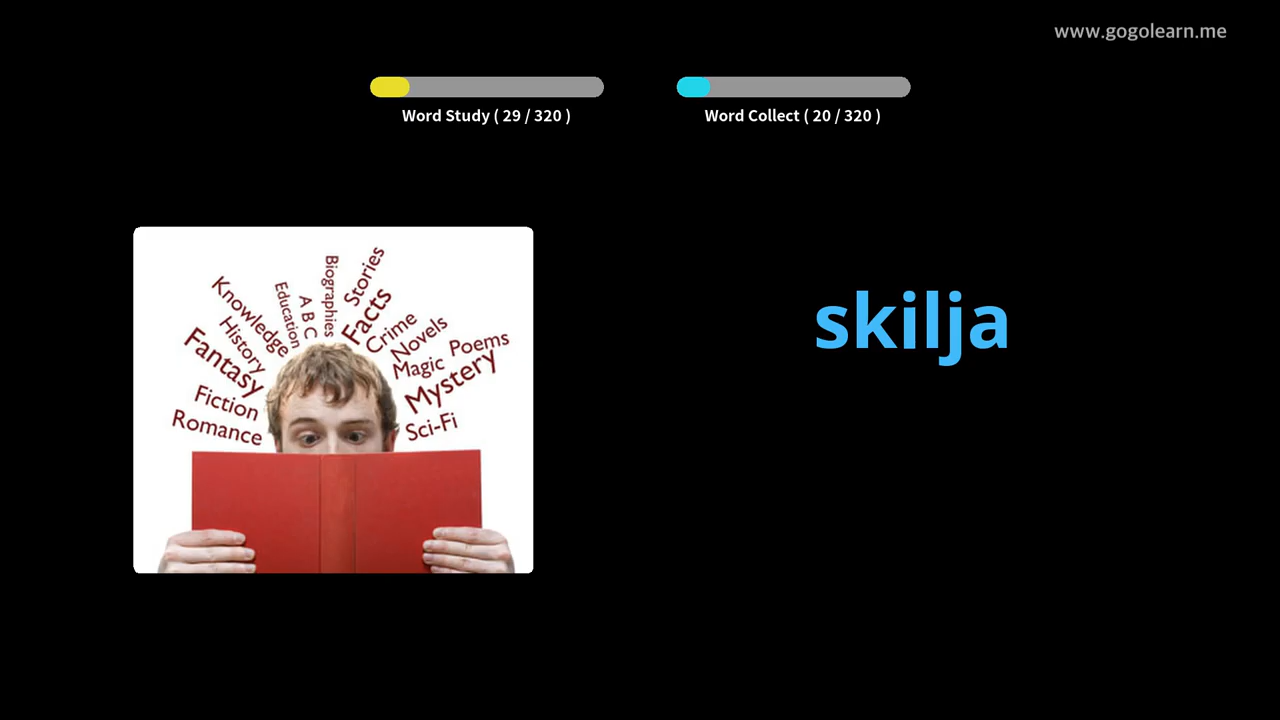 www.gogolearn.me
Word Study ( 29 / 320 )
Word Collect ( 20 / 320 )
skilja
Knowledge
History
Fantasy
Fiction
Romance
Education
A B C
Biographies
Stories
Facts
Crime
Novels
Magic
Poems
Mystery
Sci-Fi